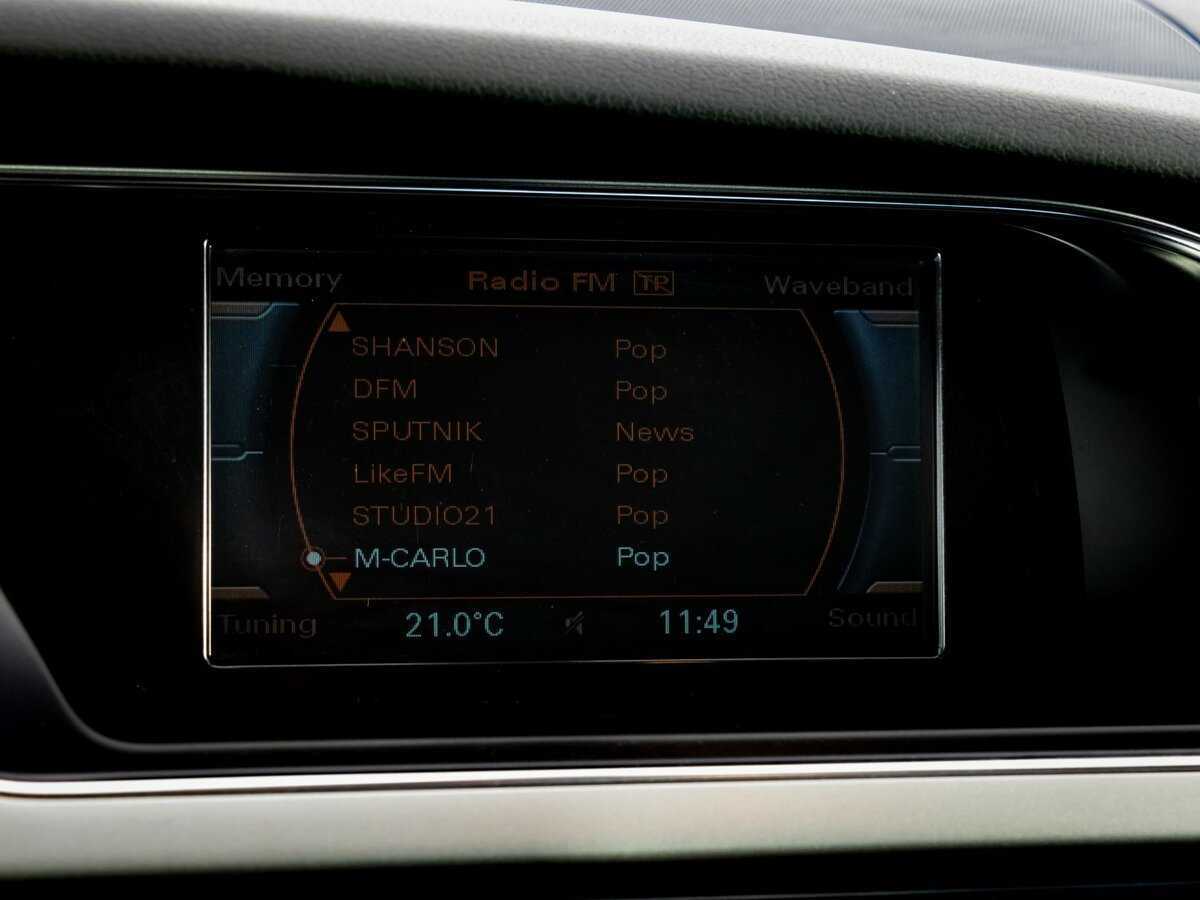 Memory Radio FM TP Waveband
SHANSON Pop
DFM Pop
SPUTNIK News
LikeFM Pop
STUDIO21 Pop
M-CARLO Pop
Tuning 21.0°C 11:49 Sound